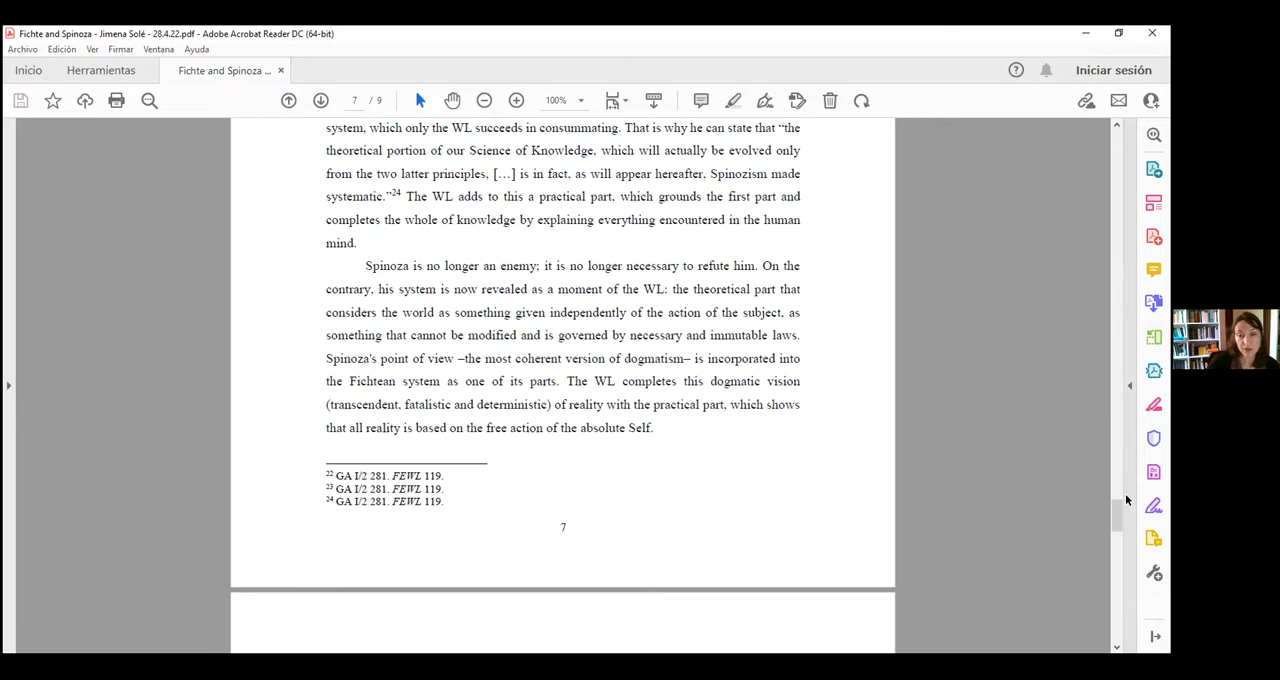 Fichte and Spinoza - Jimena Solé - 28.4.22.pdf - Adobe Acrobat Reader DC (64-bit)
Archivo Edición Ver Firmar Ventana Ayuda
Inicio Herramientas Fichte and Spinoza ... × Iniciar sesión
7 / 9 100%
system, which only the WL succeeds in consummating. That is why he can state that “the
theoretical portion of our Science of Knowledge, which will actually be evolved only
from the two latter principles, […] is in fact, as will appear hereafter, Spinozism made
systematic.”24 The WL adds to this a practical part, which grounds the first part and
completes the whole of knowledge by explaining everything encountered in the human
mind.
Spinoza is no longer an enemy; it is no longer necessary to refute him. On the
contrary, his system is now revealed as a moment of the WL: the theoretical part that
considers the world as something given independently of the action of the subject, as
something that cannot be modified and is governed by necessary and immutable laws.
Spinoza's point of view –the most coherent version of dogmatism– is incorporated into
the Fichtean system as one of its parts. The WL completes this dogmatic vision
(transcendent, fatalistic and deterministic) of reality with the practical part, which shows
that all reality is based on the free action of the absolute Self.
22 GA I/2 281. FEWL 119.
23 GA I/2 281. FEWL 119.
24 GA I/2 281. FEWL 119.
7